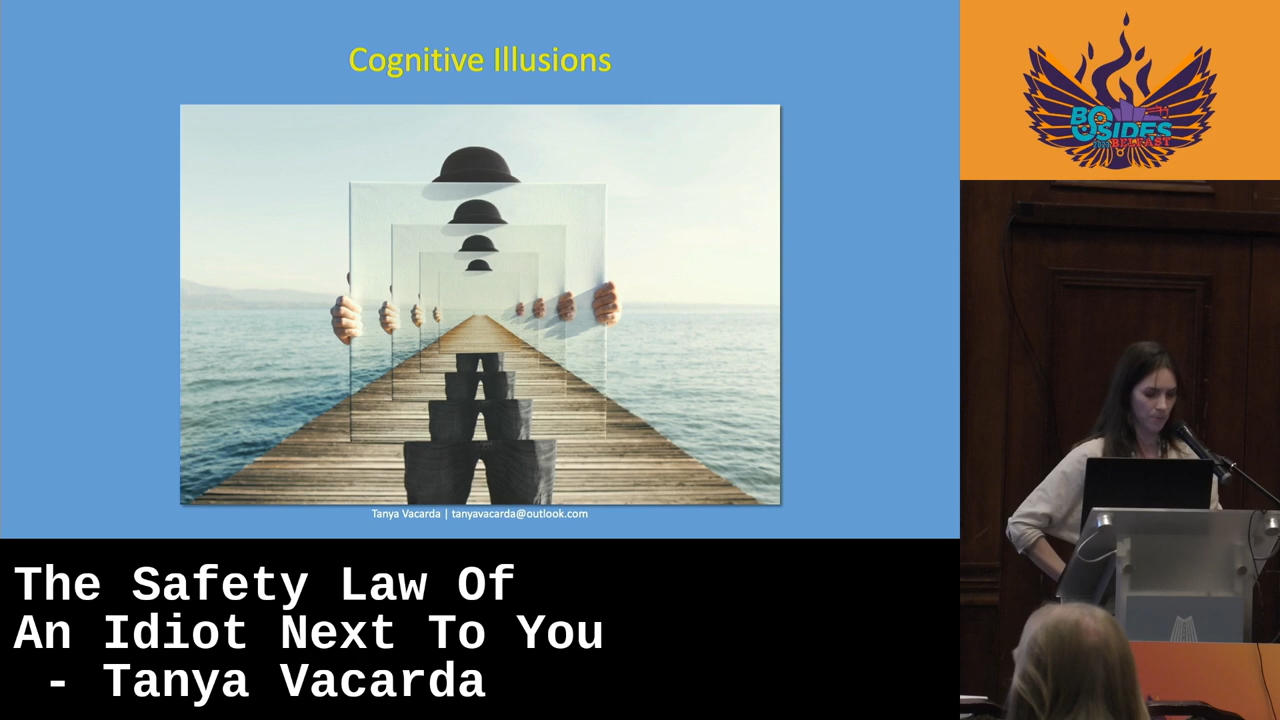 Cognitive Illusions
Tanya Vacarda | tanyavacarda@outlook.com
The Safety Law Of
An Idiot Next To You
- Tanya Vacarda
BSIDES
BELFAST